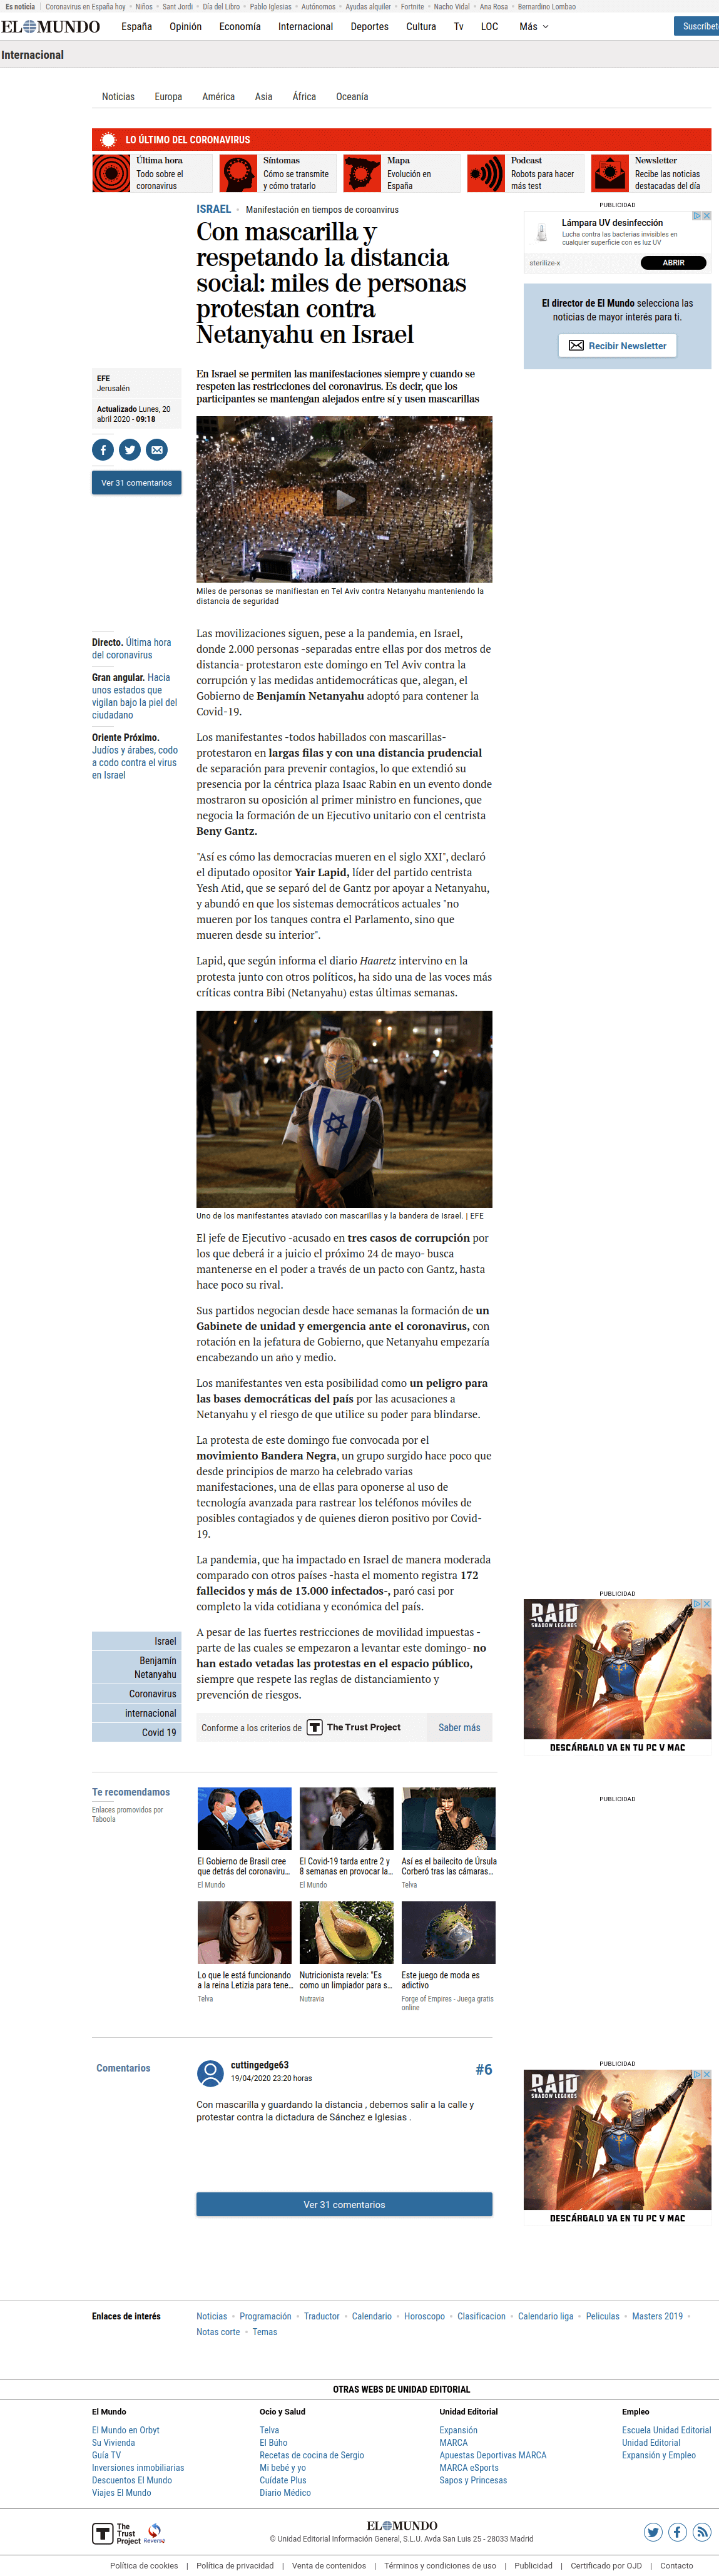 Es noticia
Coronavirus en España hoy
Niños
Sant Jordi
Día del Libro
Pablo Iglesias
Autónomos
Ayudas alquiler
Fortnite
Nacho Vidal
Ana Rosa
Bernardino Lombao
EL MUNDO
España
Opinión
Economía
Internacional
Deportes
Cultura
Tv
LOC
Más
Suscríbet
Internacional
Noticias
Europa
América
Asia
África
Oceanía
LO ÚLTIMO DEL CORONAVIRUS
Última hora
Todo sobre el
coronavirus
Síntomas
Cómo se transmite
y cómo tratarlo
Mapa
Evolución en
España
Podcast
Robots para hacer
más test
Newsletter
Recibe las noticias
destacadas del día
ISRAEL
Manifestación en tiempos de coroanvirus
Con mascarilla y
respetando la distancia
social: miles de personas
protestan contra
Netanyahu en Israel
PUBLICIDAD
Lámpara UV desinfección
Lucha contra las bacterias invisibles en
cualquier superficie con es luz UV
sterilize-x
ABRIR
El director de El Mundo selecciona las
noticias de mayor interés para ti.
Recibir Newsletter
EFE
Jerusalén
Actualizado Lunes, 20
abril 2020 - 09:18
Ver 31 comentarios
En Israel se permiten las manifestaciones siempre y cuando se
respeten las restricciones del coronavirus. Es decir, que los
participantes se mantengan alejados entre sí y usen mascarillas
Miles de personas se manifiestan en Tel Aviv contra Netanyahu manteniendo la
distancia de seguridad
Directo. Última hora
del coronavirus
Gran angular. Hacia
unos estados que
vigilan bajo la piel del
ciudadano
Oriente Próximo.
Judíos y árabes, codo
a codo contra el virus
en Israel
Las movilizaciones siguen, pese a la pandemia, en Israel,
donde 2.000 personas -separadas entre ellas por dos metros de
distancia- protestaron este domingo en Tel Aviv contra la
corrupción y las medidas antidemocráticas que, alegan, el
Gobierno de Benjamín Netanyahu adoptó para contener la
Covid-19.
Los manifestantes -todos habillados con mascarillas-
protestaron en largas filas y con una distancia prudencial
de separación para prevenir contagios, lo que extendió su
presencia por la céntrica plaza Isaac Rabin en un evento donde
mostraron su oposición al primer ministro en funciones, que
negocia la formación de un Ejecutivo unitario con el centrista
Beny Gantz.
"Así es cómo las democracias mueren en el siglo XXI", declaró
el diputado opositor Yair Lapid, líder del partido centrista
Yesh Atid, que se separó del de Gantz por apoyar a Netanyahu,
y abundó en que los sistemas democráticos actuales "no
mueren por los tanques contra el Parlamento, sino que
mueren desde su interior".
Lapid, que según informa el diario Haaretz intervino en la
protesta junto con otros políticos, ha sido una de las voces más
críticas contra Bibi (Netanyahu) estas últimas semanas.
Uno de los manifestantes ataviado con mascarillas y la bandera de Israel. | EFE
El jefe de Ejecutivo -acusado en tres casos de corrupción por
los que deberá ir a juicio el próximo 24 de mayo- busca
mantenerse en el poder a través de un pacto con Gantz, hasta
hace poco su rival.
Sus partidos negocian desde hace semanas la formación de un
Gabinete de unidad y emergencia ante el coronavirus, con
rotación en la jefatura de Gobierno, que Netanyahu empezaría
encabezando un año y medio.
Los manifestantes ven esta posibilidad como un peligro para
las bases democráticas del país por las acusaciones a
Netanyahu y el riesgo de que utilice su poder para blindarse.
La protesta de este domingo fue convocada por el
movimiento Bandera Negra, un grupo surgido hace poco que
desde principios de marzo ha celebrado varias
manifestaciones, una de ellas para oponerse al uso de
tecnología avanzada para rastrear los teléfonos móviles de
posibles contagiados y de quienes dieron positivo por Covid-
19.
La pandemia, que ha impactado en Israel de manera moderada
comparado con otros países -hasta el momento registra 172
fallecidos y más de 13.000 infectados-, paró casi por
completo la vida cotidiana y económica del país.
A pesar de las fuertes restricciones de movilidad impuestas -
parte de las cuales se empezaron a levantar este domingo- no
han estado vetadas las protestas en el espacio público,
siempre que respete las reglas de distanciamiento y
prevención de riesgos.
Israel
Benjamín
Netanyahu
Coronavirus
internacional
Covid 19
Conforme a los criterios de
The Trust Project
Saber más
PUBLICIDAD
RAID
SHADOW LEGENDS
DESCÁRGALO YA EN TU PC Y MAC
PUBLICIDAD
Te recomendamos
Enlaces promovidos por
Taboola
El Gobierno de Brasil cree
que detrás del coronaviru...
El Mundo
El Covid-19 tarda entre 2 y
8 semanas en provocar la...
El Mundo
Así es el bailecito de Úrsula
Corberó tras las cámaras...
Telva
Lo que le está funcionando
a la reina Letizia para tene...
Telva
Nutricionista revela: "Es
como un limpiador para s...
Nutravia
Este juego de moda es
adictivo
Forge of Empires - Juega gratis
online
Comentarios
cuttingedge63
19/04/2020 23:20 horas
#6
Con mascarilla y guardando la distancia , debemos salir a la calle y
protestar contra la dictadura de Sánchez e Iglesias .
Ver 31 comentarios
PUBLICIDAD
RAID
SHADOW LEGENDS
DESCÁRGALO YA EN TU PC Y MAC
Enlaces de interés
Noticias
Programación
Traductor
Calendario
Horoscopo
Clasificacion
Calendario liga
Peliculas
Masters 2019
Notas corte
Temas
OTRAS WEBS DE UNIDAD EDITORIAL
El Mundo
El Mundo en Orbyt
Su Vivienda
Guía TV
Inversiones inmobiliarias
Descuentos El Mundo
Viajes El Mundo
Ocio y Salud
Telva
El Búho
Recetas de cocina de Sergio
Mi bebé y yo
Cuídate Plus
Diario Médico
Unidad Editorial
Expansión
MARCA
Apuestas Deportivas MARCA
MARCA eSports
Sapos y Princesas
Empleo
Escuela Unidad Editorial
Unidad Editorial
Expansión y Empleo
The
Trust
Project
Reverso
EL MUNDO
© Unidad Editorial Información General, S.L.U. Avda San Luis 25 - 28033 Madrid
Política de cookies | Política de privacidad | Venta de contenidos | Términos y condiciones de uso | Publicidad | Certificado por OJD | Contacto